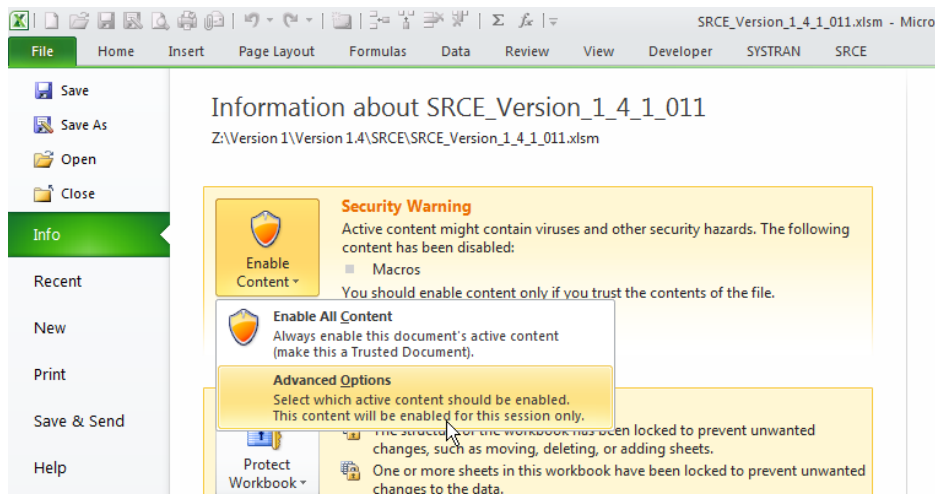 SRCE_Version_1_4_1_011.xlsm - Micro
File Home Insert Page Layout Formulas Data Review View Developer SYSTRAN SRCE
Save
Save As
Open
Close
Info
Recent
New
Print
Save & Send
Help
Information about SRCE_Version_1_4_1_011
Z:\Version 1\Version 1.4\SRCE\SRCE_Version_1_4_1_011.xlsm
Enable
Content
Security Warning
Active content might contain viruses and other security hazards. The following
content has been disabled:
Macros
You should enable content only if you trust the contents of the file.
Enable All Content
Always enable this document's active content
(make this a Trusted Document).
Advanced Options
Select which active content should be enabled.
This content will be enabled for this session only.
Protect
Workbook
The structure of the workbook has been locked to prevent unwanted
changes, such as moving, deleting, or adding sheets.
One or more sheets in this workbook have been locked to prevent unwanted
changes to the data.